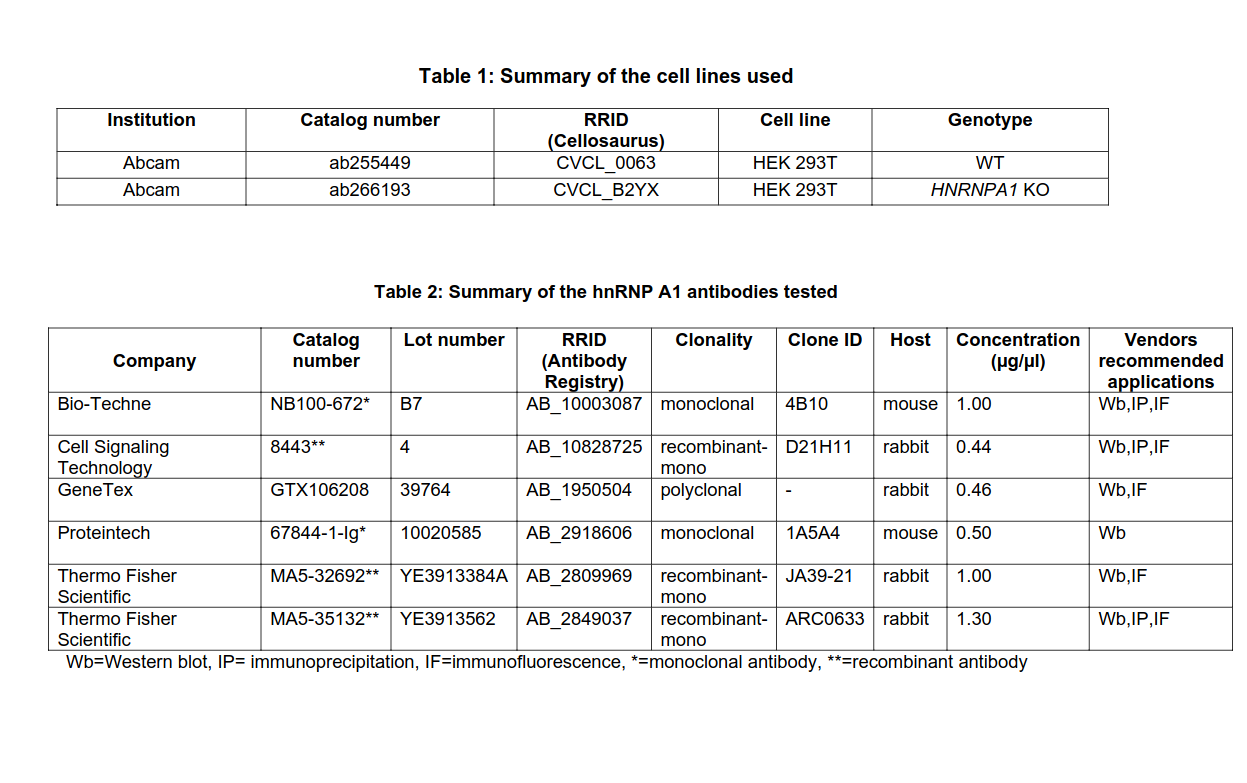 Table 1: Summary of the cell lines used
Institution Catalog number RRID (Cellosaurus) Cell line Genotype
Abcam ab255449 CVCL_0063 HEK 293T WT
Abcam ab266193 CVCL_B2YX HEK 293T HNRNPA1 KO
Table 2: Summary of the hnRNP A1 antibodies tested
Company Catalog number Lot number RRID (Antibody Registry) Clonality Clone ID Host Concentration (µg/µl) Vendors recommended applications
Bio-Techne NB100-672* B7 AB_10003087 monoclonal 4B10 mouse 1.00 Wb,IP,IF
Cell Signaling Technology 8443** 4 AB_10828725 recombinant-mono D21H11 rabbit 0.44 Wb,IP,IF
GeneTex GTX106208 39764 AB_1950504 polyclonal - rabbit 0.46 Wb,IF
Proteintech 67844-1-Ig* 10020585 AB_2918606 monoclonal 1A5A4 mouse 0.50 Wb
Thermo Fisher Scientific MA5-32692** YE3913384A AB_2809969 recombinant-mono JA39-21 rabbit 1.00 Wb,IF
Thermo Fisher Scientific MA5-35132** YE3913562 AB_2849037 recombinant-mono ARC0633 rabbit 1.30 Wb,IP,IF
Wb=Western blot, IP= immunoprecipitation, IF=immunofluorescence, *=monoclonal antibody, **=recombinant antibody